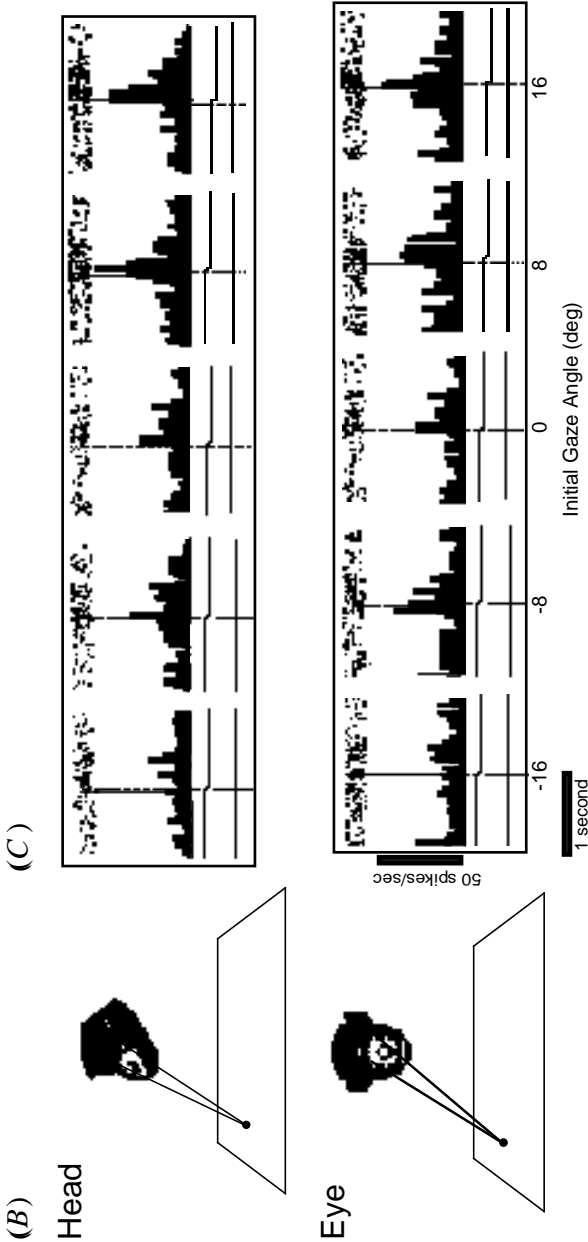 (B)
(C)
Head
Eye
50 spikes/sec
-16
-8
0
8
16
Initial Gaze Angle (deg)
1 second